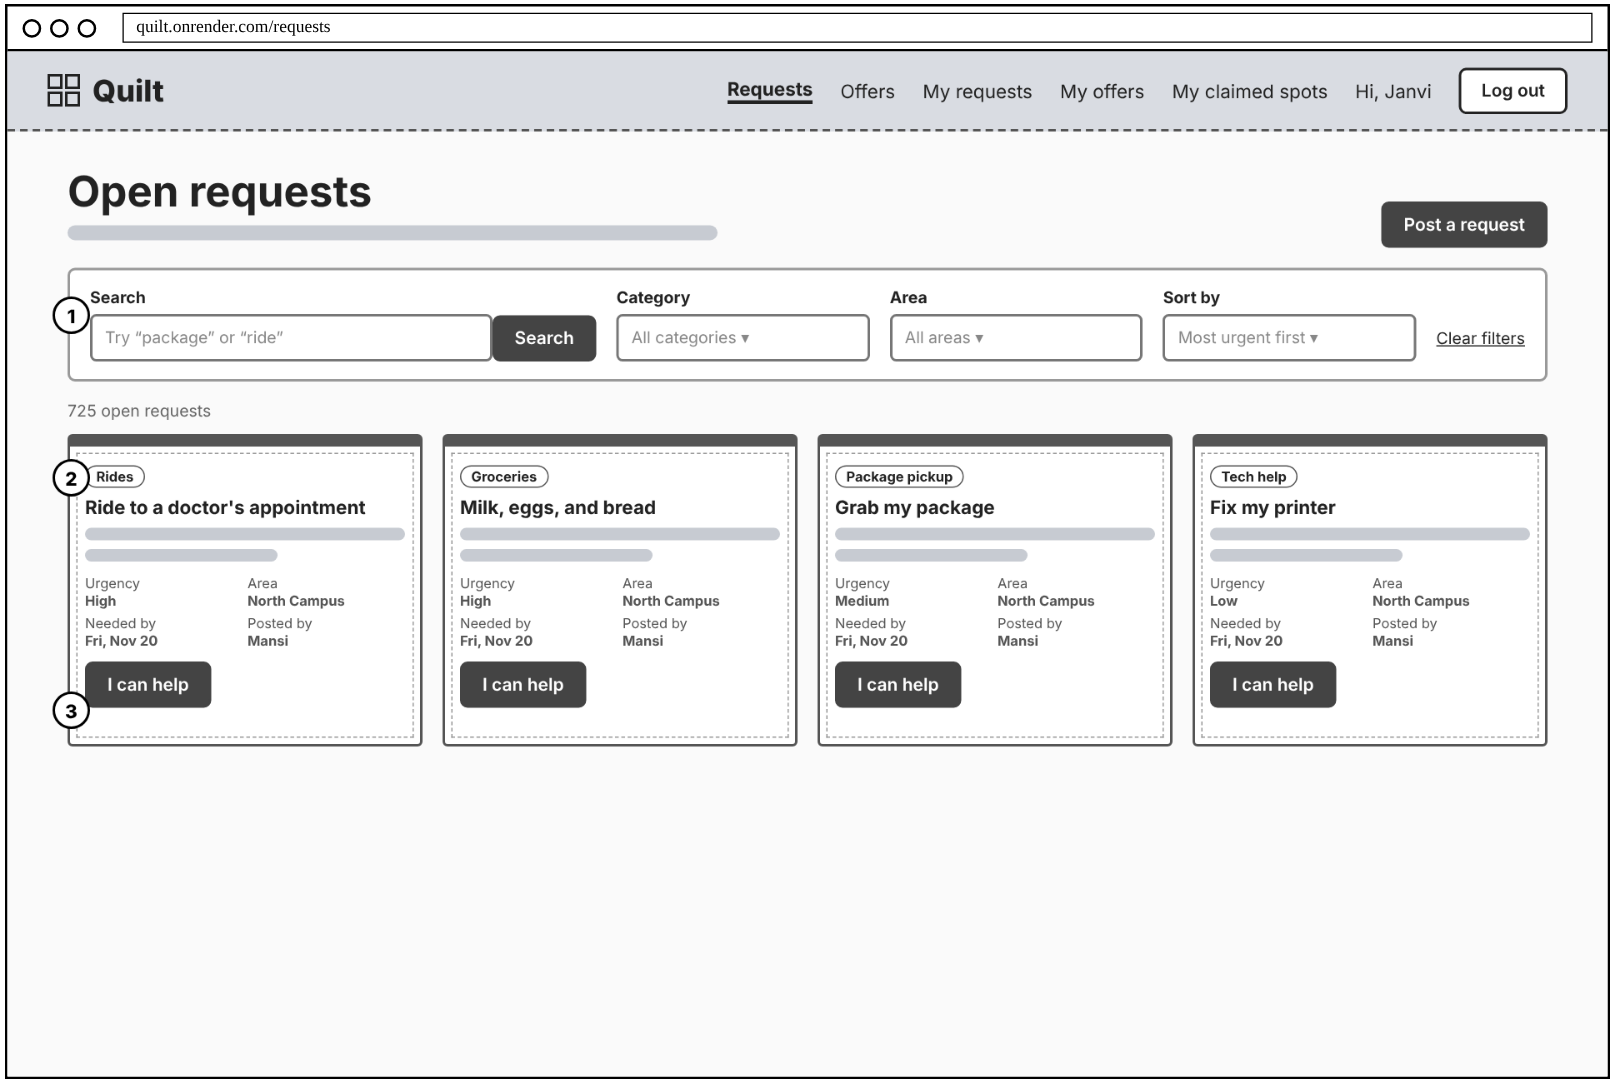 quilt.onrender.com/requests
Quilt
Requests Offers My requests My offers My claimed spots Hi, Janvi Log out
Open requests
Post a request
1
Search Category Area Sort by
Try “package” or “ride” Search All categories ▾ All areas ▾ Most urgent first ▾ Clear filters
725 open requests
2
Rides
Ride to a doctor's appointment
Urgency Area
High North Campus
Needed by Posted by
Fri, Nov 20 Mansi
I can help
3
Groceries
Milk, eggs, and bread
Urgency Area
High North Campus
Needed by Posted by
Fri, Nov 20 Mansi
I can help
Package pickup
Grab my package
Urgency Area
Medium North Campus
Needed by Posted by
Fri, Nov 20 Mansi
I can help
Tech help
Fix my printer
Urgency Area
Low North Campus
Needed by Posted by
Fri, Nov 20 Mansi
I can help